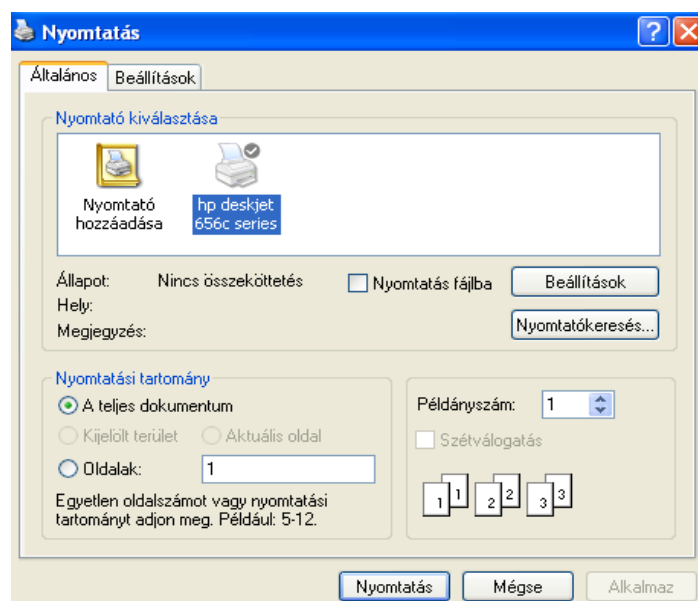 Nyomtatás
Általános
Beállítások
Nyomtató kiválasztása
Nyomtató
hozzáadása
hp deskjet
656c series
Állapot: Nincs összeköttetés
Nyomtatás fájlba
Beállítások
Hely:
Megjegyzés:
Nyomtatókeresés...
Nyomtatási tartomány
A teljes dokumentum
Kijelölt terület
Aktuális oldal
Oldalak: 1
Egyetlen oldalszámot vagy nyomtatási
tartományt adjon meg. Például: 5-12.
Példányszám: 1
Szétválogatás
1 1 2 2 3 3
Nyomtatás
Mégse
Alkalmaz